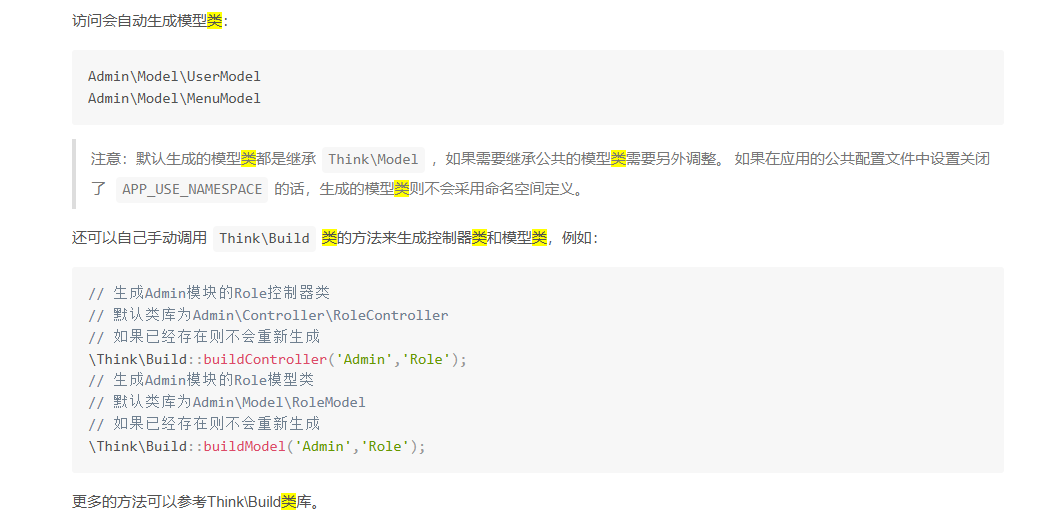 访问会自动生成模型类：
Admin\Model\UserModel
Admin\Model\MenuModel
注意：默认生成的模型类都是继承 Think\Model ，如果需要继承公共的模型类需要另外调整。 如果在应用的公共配置文件中设置关闭
了 APP_USE_NAMESPACE 的话，生成的模型类则不会采用命名空间定义。
还可以自己手动调用 Think\Build 类的方法来生成控制器类和模型类，例如：
// 生成Admin模块的Role控制器类
// 默认类库为Admin\Controller\RoleController
// 如果已经存在则不会重新生成
\Think\Build::buildController('Admin','Role');
// 生成Admin模块的Role模型类
// 默认类库为Admin\Model\RoleModel
// 如果已经存在则不会重新生成
\Think\Build::buildModel('Admin','Role');
更多的方法可以参考Think\Build类库。